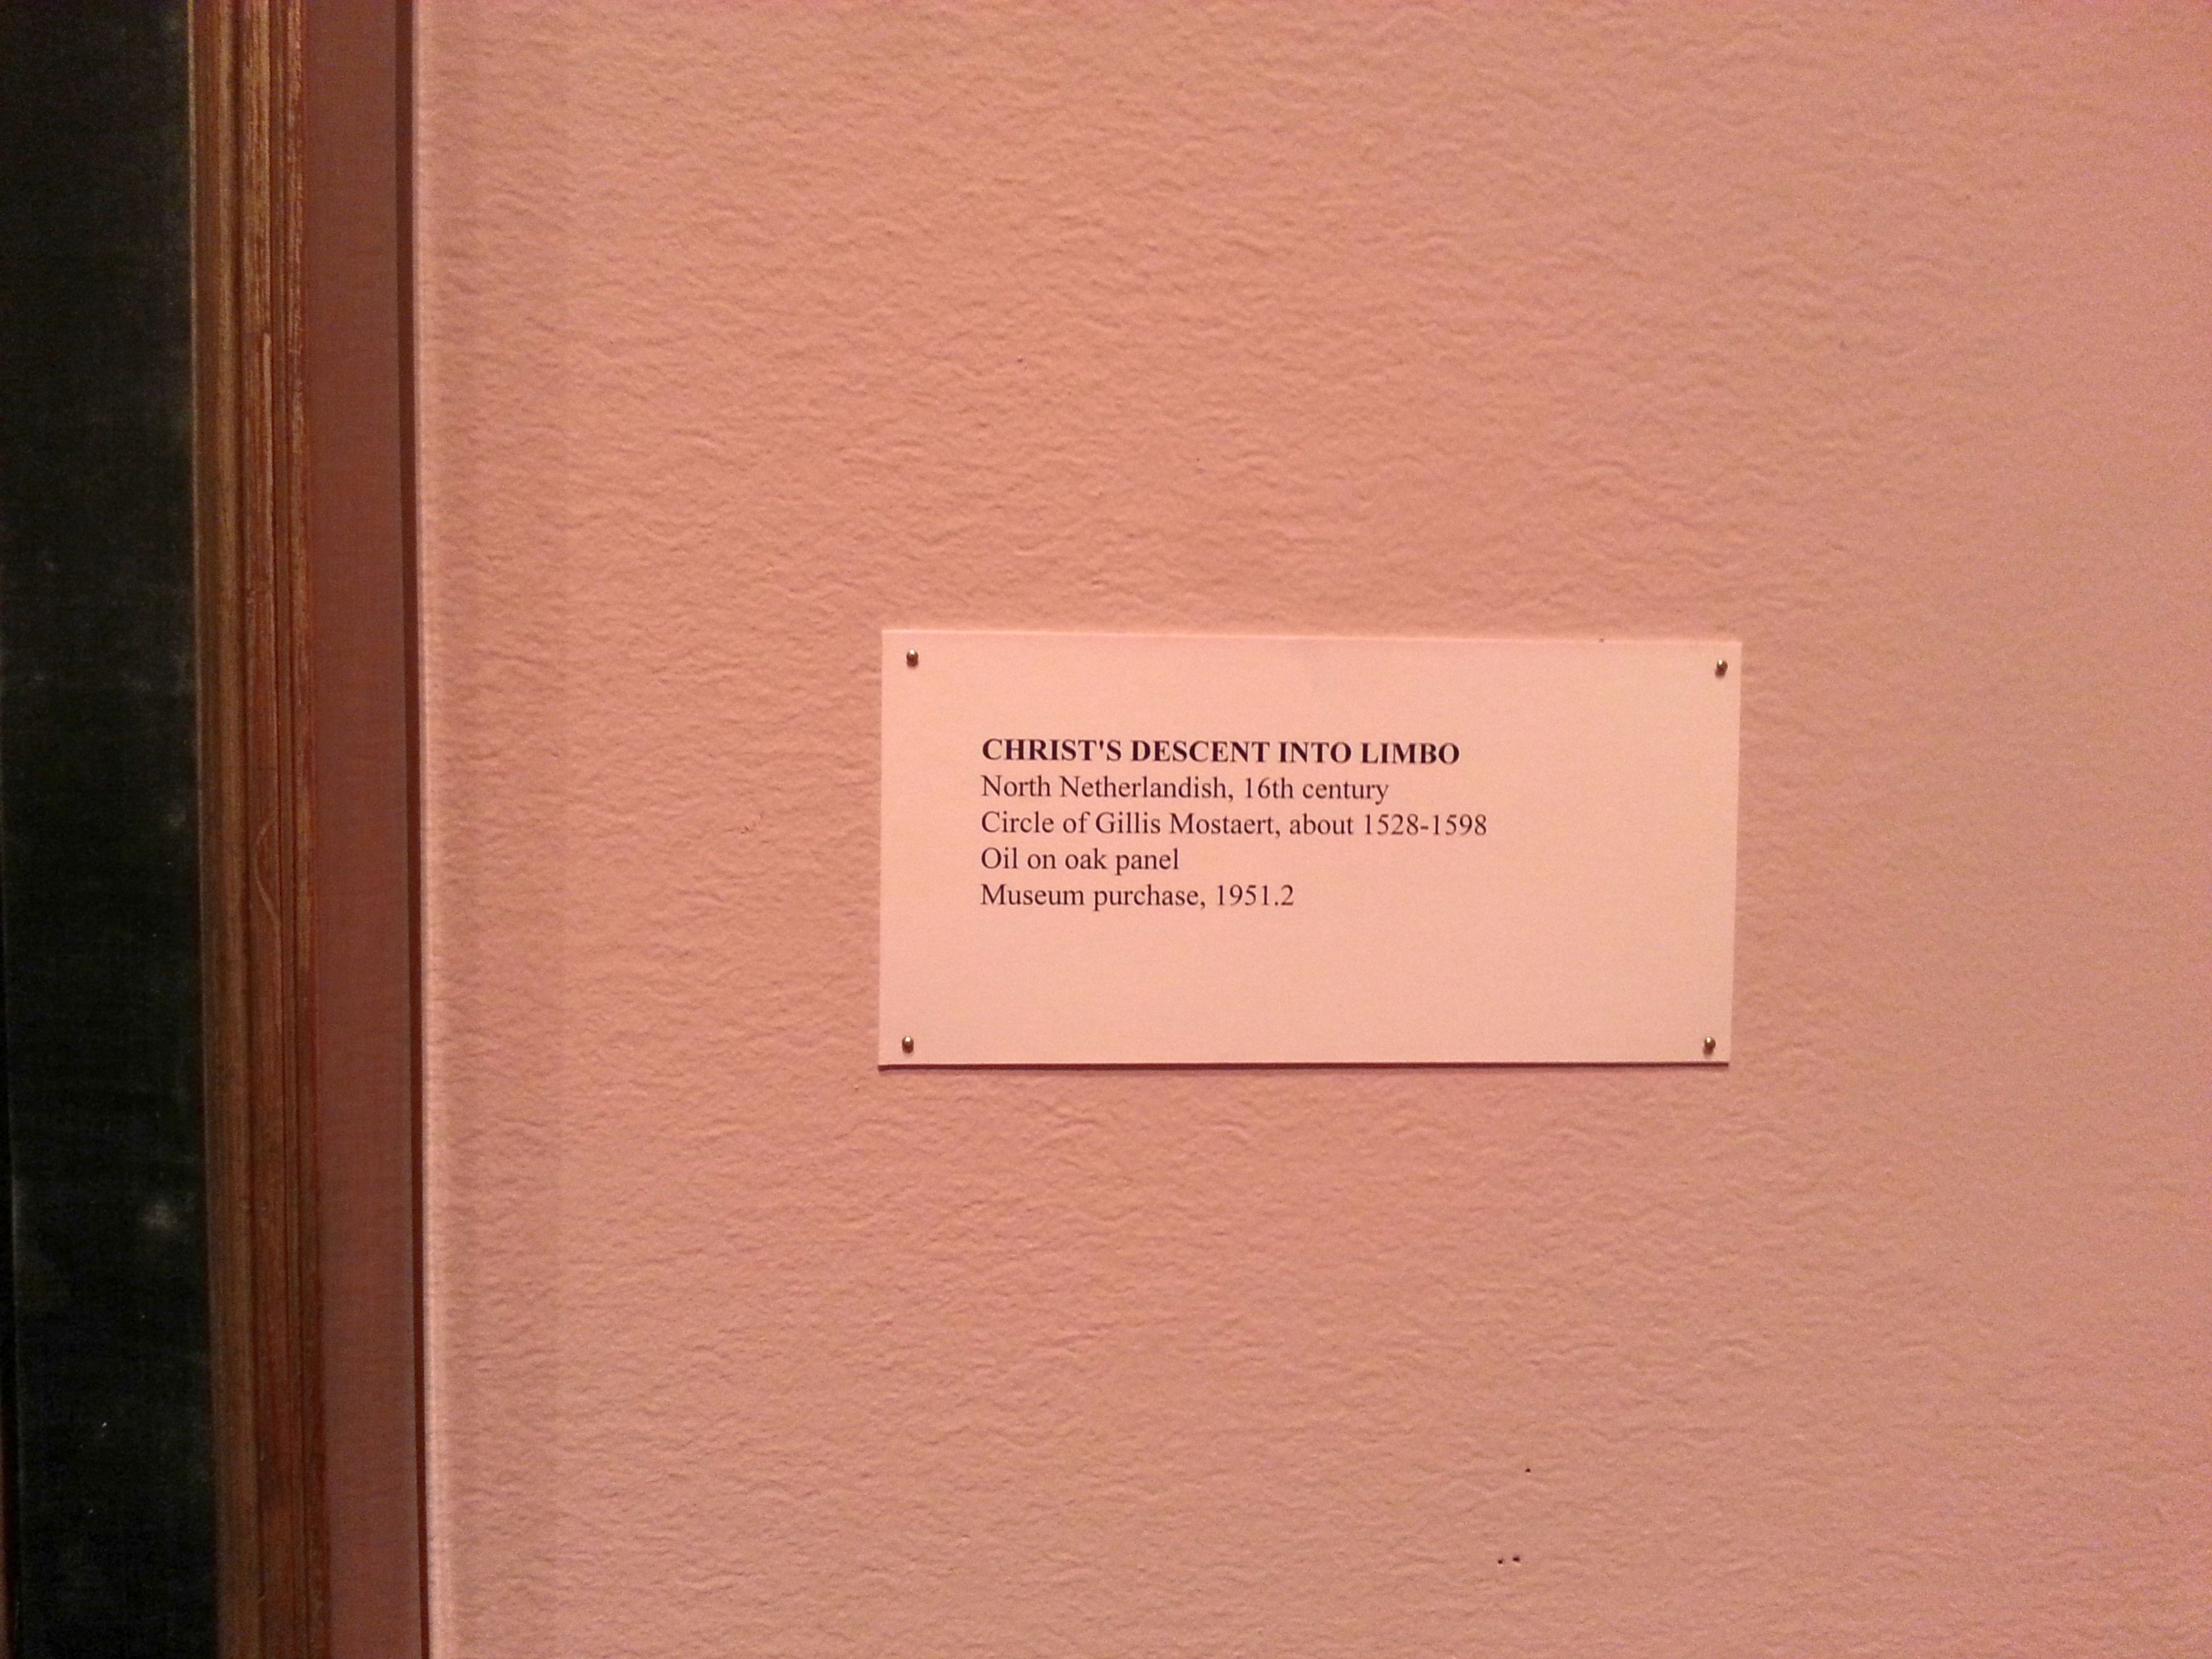 CHRIST'S DESCENT INTO LIMBO
North Netherlandish, 16th century
Circle of Gillis Mostaert, about 1528-1598
Oil on oak panel
Museum purchase, 1951.2